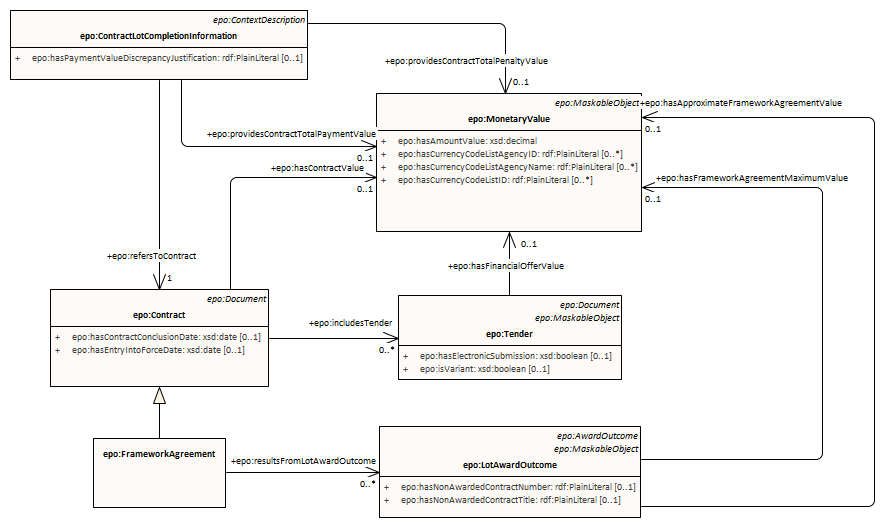 epo:ContextDescription
epo:ContractLotCompletionInformation
+ epo:hasPaymentValueDiscrepancyJustification: rdf:PlainLiteral [0..1]
+epo:providesContractTotalPenaltyValue
0..1
epo:MaskableObject
+epo:hasApproximateFrameworkAgreementValue
epo:MonetaryValue
0..1
+epo:providesContractTotalPaymentValue
0..1
+ epo:hasAmountValue: xsd:decimal
+ epo:hasCurrencyCodeListAgencyID: rdf:PlainLiteral [0..*]
+ epo:hasCurrencyCodeListAgencyName: rdf:PlainLiteral [0..*]
+ epo:hasCurrencyCodeListID: rdf:PlainLiteral [0..*]
+epo:hasContractValue
0..1
+epo:hasFrameworkAgreementMaximumValue
0..1
0..1
+epo:hasFinancialOfferValue
+epo:refersToContract
1
epo:Document
epo:Contract
+ epo:hasContractConclusionDate: xsd:date [0..1]
+ epo:hasEntryIntoForceDate: xsd:date [0..1]
+epo:includesTender
0..*
epo:Document
epo:MaskableObject
epo:Tender
+ epo:hasElectronicSubmission: xsd:boolean [0..1]
+ epo:isVariant: xsd:boolean [0..1]
epo:FrameworkAgreement
+epo:resultsFromLotAwardOutcome
0..*
epo:AwardOutcome
epo:MaskableObject
epo:LotAwardOutcome
+ epo:hasNonAwardedContractNumber: rdf:PlainLiteral [0..1]
+ epo:hasNonAwardedContractTitle: rdf:PlainLiteral [0..1]